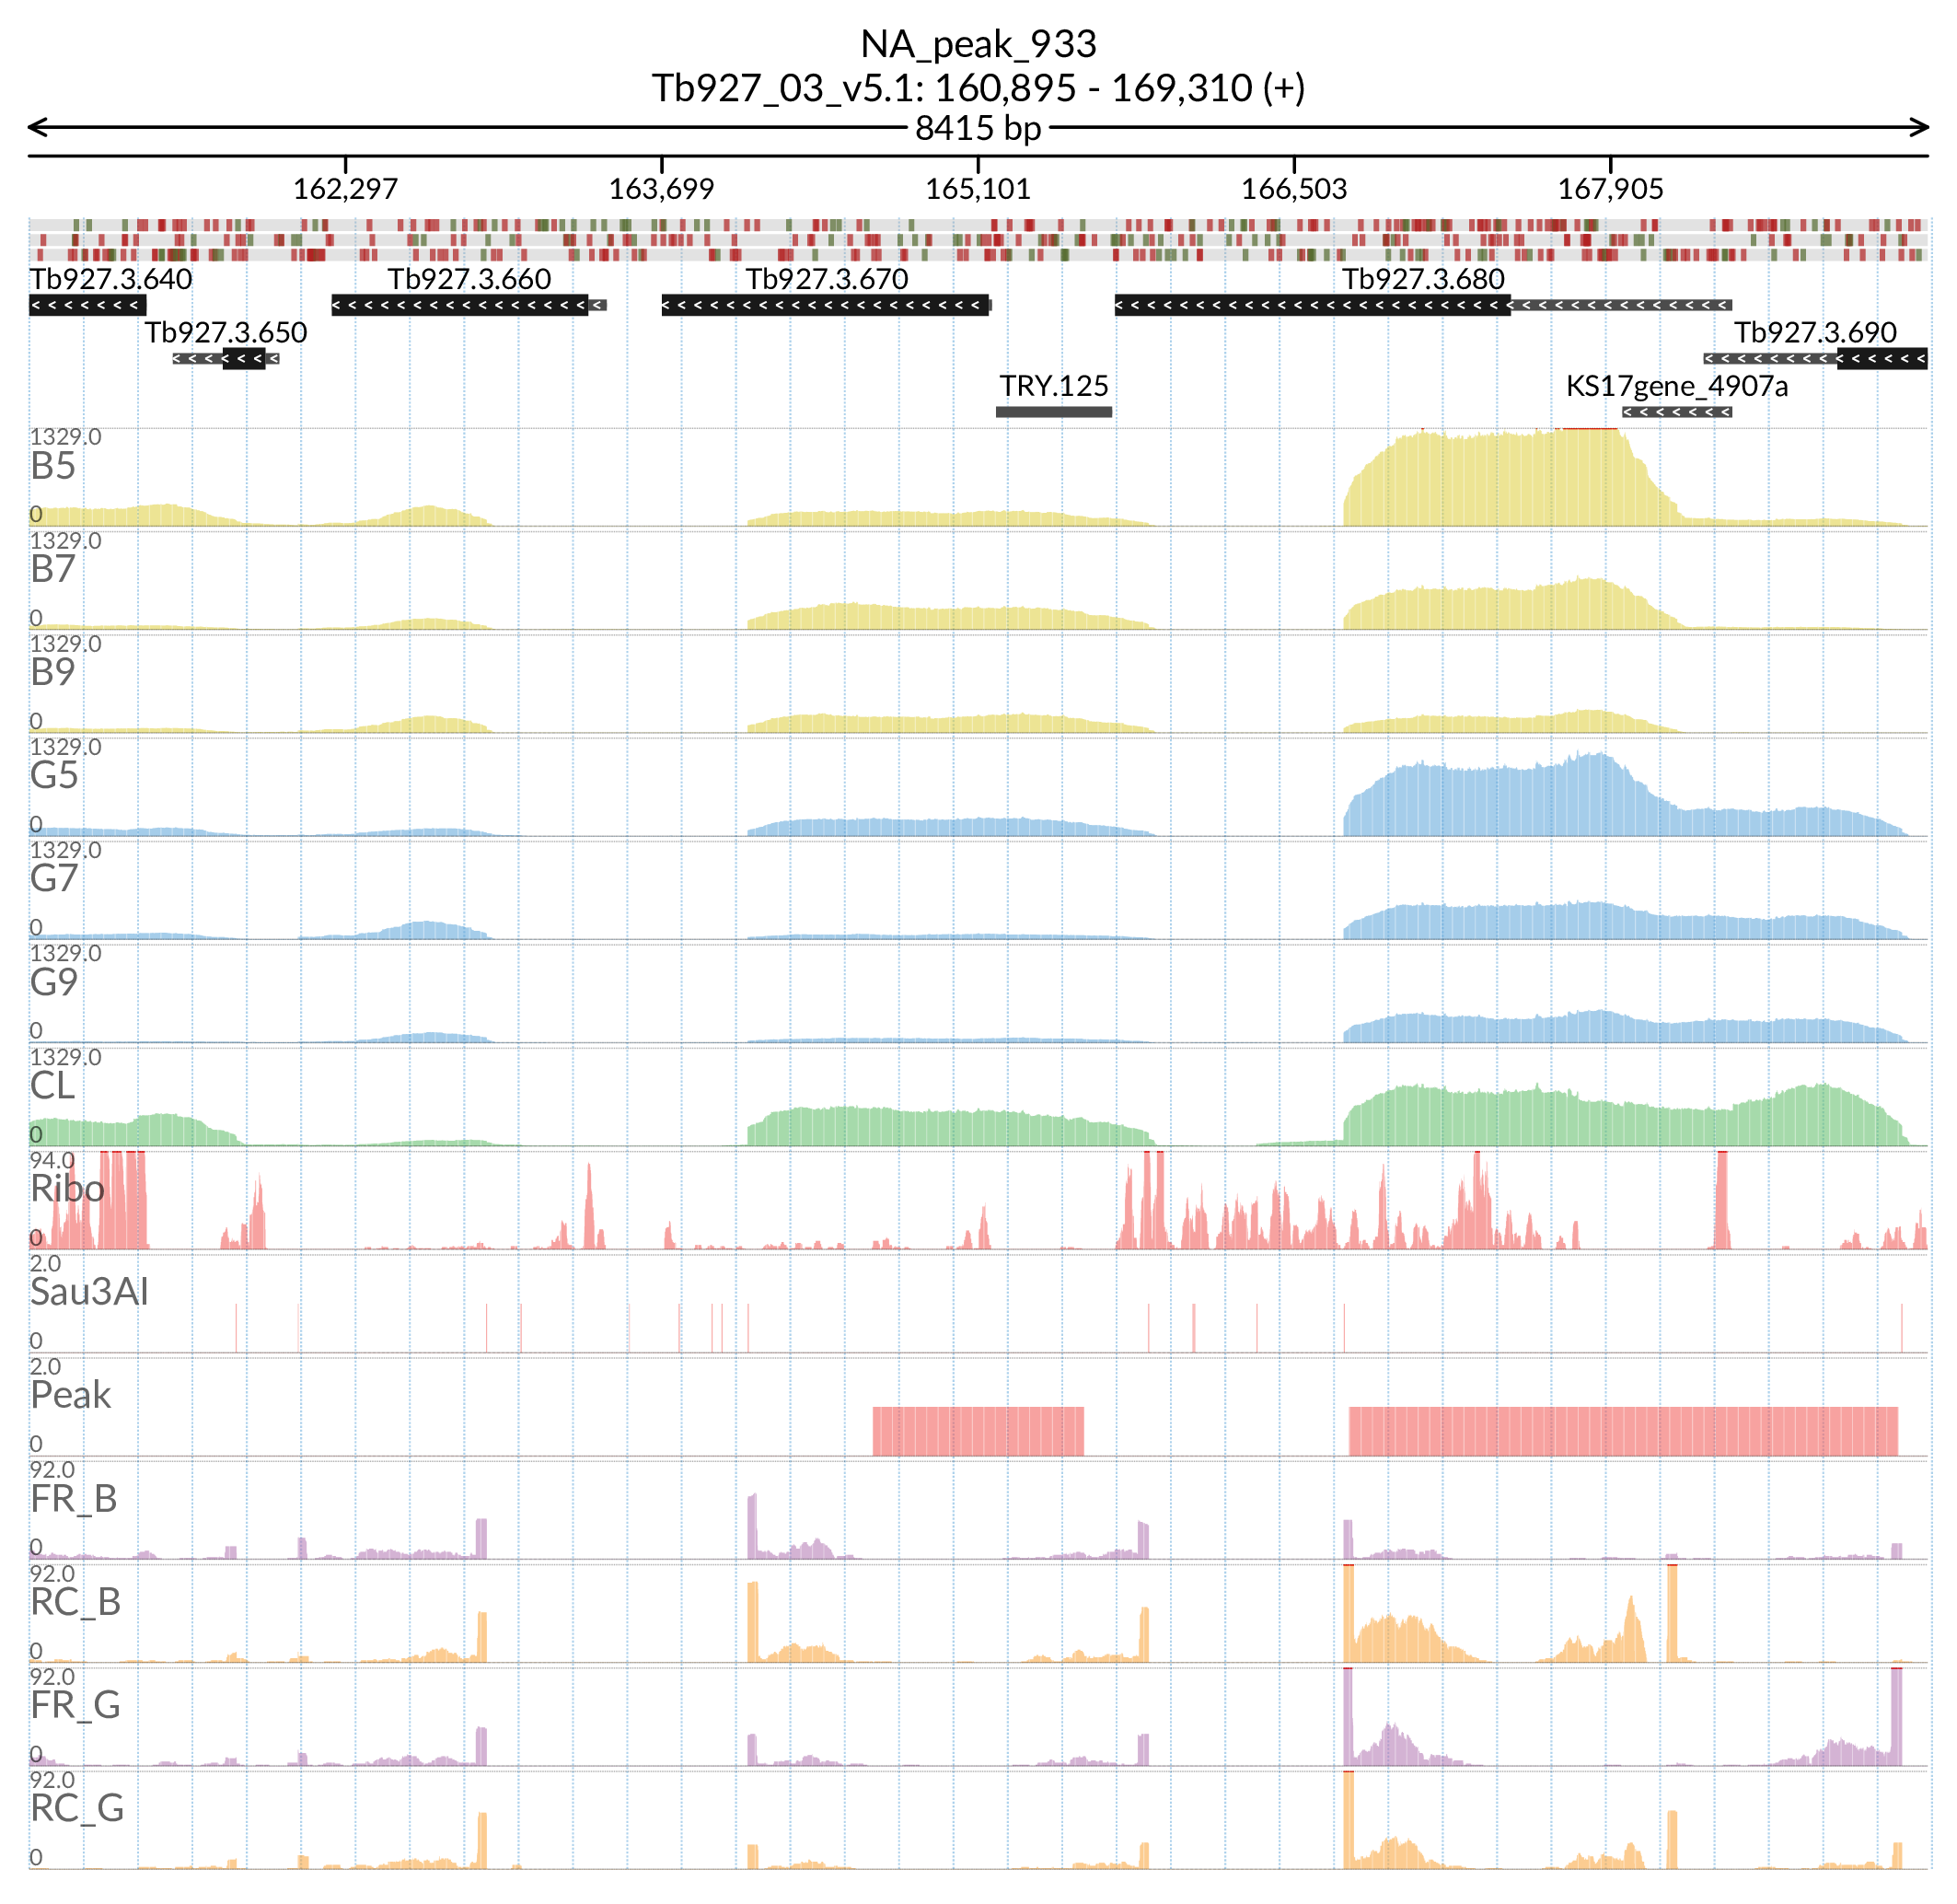 NA_peak_933
Tb927_03_v5.1: 160,895 - 169,310 (+)
8415 bp
162,297 163,699 165,101 166,503 167,905
Tb927.3.640 Tb927.3.660 Tb927.3.670 Tb927.3.680
Tb927.3.650 Tb927.3.690
TRY.125 KS17gene_4907a
1329.0
B5
0
1329.0
B7
0
1329.0
B9
0
1329.0
G5
0
1329.0
G7
0
1329.0
G9
0
1329.0
CL
0
94.0
Ribo
0
2.0
Sau3AI
0
2.0
Peak
0
92.0
FR_B
0
92.0
RC_B
0
92.0
FR_G
0
92.0
RC_G
0